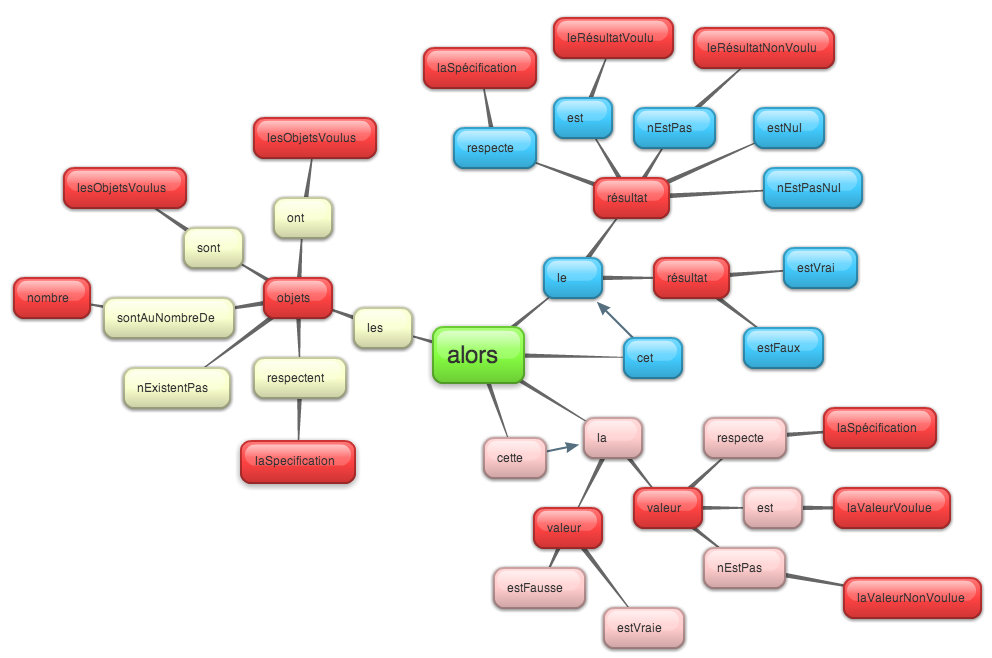 leRésultatVoulu
leRésultatNonVoulu
laSpécification
est
nEstPas
estNul
respecte
lesObjetsVoulus
lesObjetsVoulus
nEstPasNul
résultat
ont
sont
le
résultat
estVrai
nombre
objets
sontAuNombreDe
les
alors
cet
estFaux
nExistentPas
respectent
laSpecification
cette
la
respecte
laSpécification
valeur
est
laValeurVoulue
valeur
nEstPas
estFausse
laValeurNonVoulue
estVraie